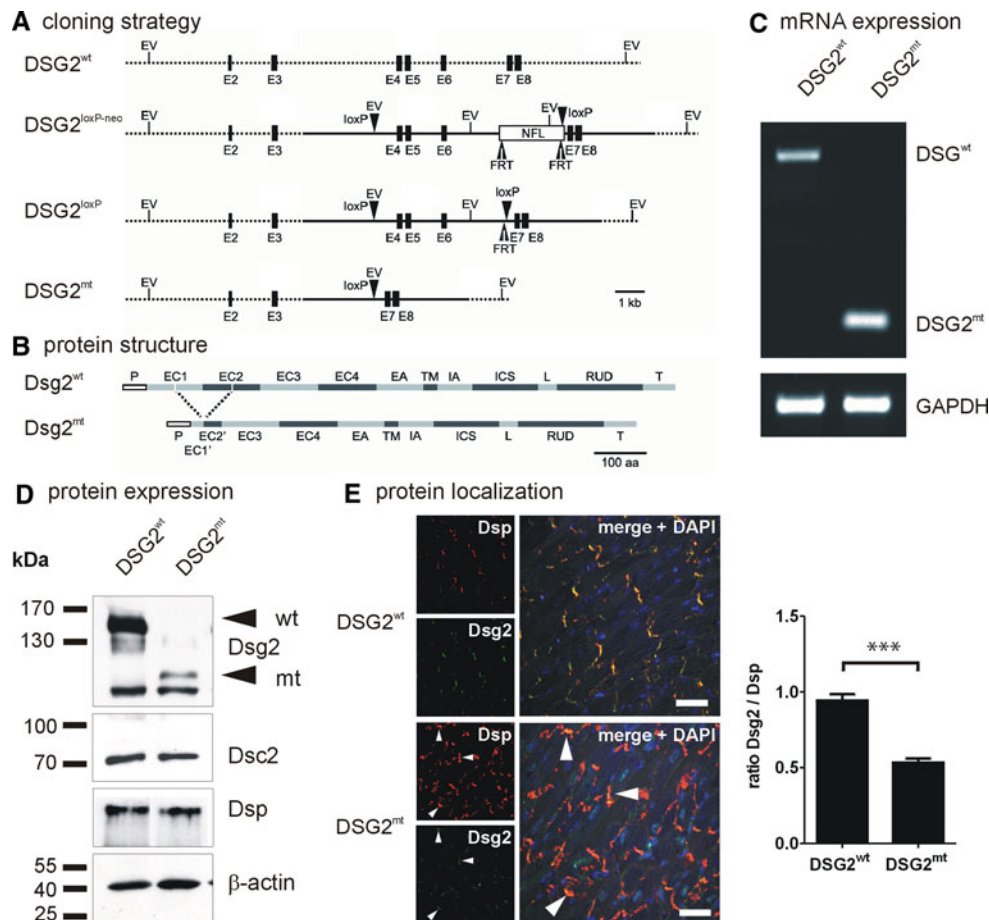 A cloning strategy
DSG2wt
EV EV
E2 E3 E4 E5 E6 E7 E8
DSG2loxP-neo
EV loxP EV EV EV loxP EV
NFL
E2 E3 E4 E5 E6 E7 E8
FRT FRT
DSG2loxP
EV loxP EV EV loxP EV
E2 E3 E4 E5 E6 E7 E8
FRT
DSG2mt
EV loxP EV EV
E2 E3 E7 E8
1 kb
B protein structure
Dsg2wt
P EC1 EC2 EC3 EC4 EA TM IA ICS L RUD T
Dsg2mt
P EC2' EC3 EC4 EA TM IA ICS L RUD T
EC1'
100 aa
C mRNA expression
DSG2wt DSG2mt
DSGwt
DSG2mt
GAPDH
D protein expression
kDa
DSG2wt DSG2mt
170
130
wt
Dsg2
mt
100
70
Dsc2
Dsp
55
40
25
β-actin
E protein localization
DSG2wt
Dsp
Dsg2
merge + DAPI
DSG2mt
Dsp
Dsg2
merge + DAPI
ratio Dsg2 / Dsp
1.5
1.0
0.5
0.0
***
DSG2wt DSG2mt